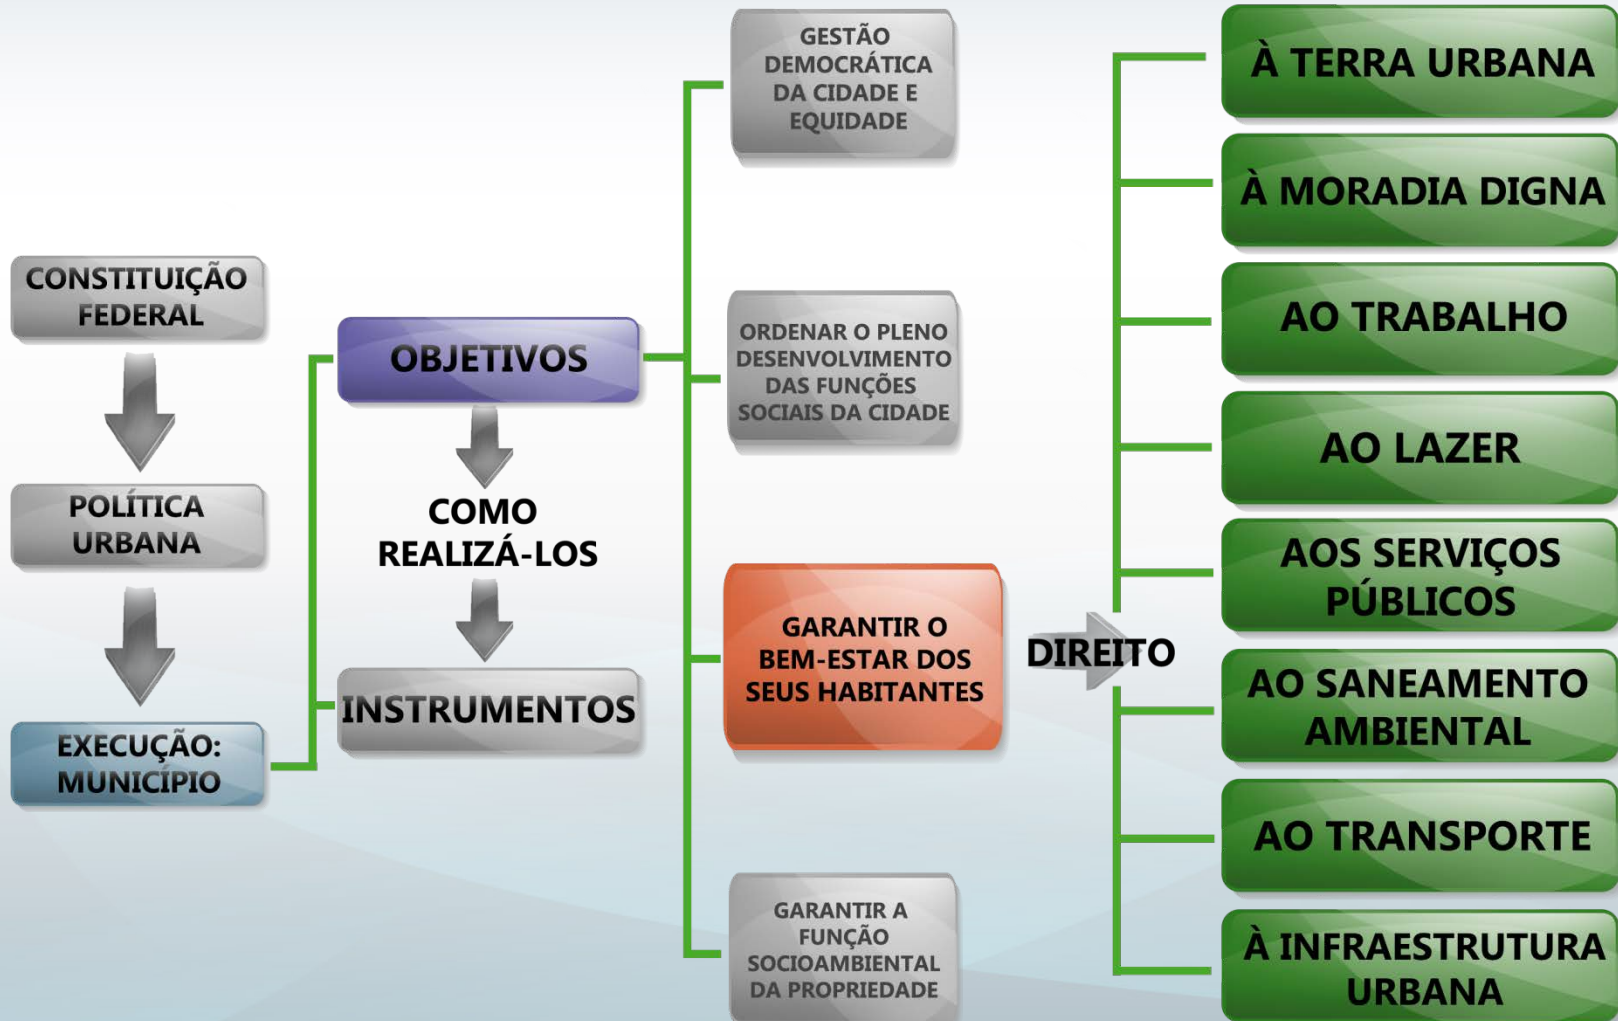 CONSTITUIÇÃO
FEDERAL
POLÍTICA
URBANA
EXECUÇÃO:
MUNICÍPIO
OBJETIVOS
COMO
REALIZÁ-LOS
INSTRUMENTOS
GESTÃO
DEMOCRÁTICA
DA CIDADE E
EQUIDADE
ORDENAR O PLENO
DESENVOLVIMENTO
DAS FUNÇÕES
SOCIAIS DA CIDADE
GARANTIR O
BEM-ESTAR DOS
SEUS HABITANTES
GARANTIR A
FUNÇÃO
SOCIOAMBIENTAL
DA PROPRIEDADE
DIREITO
À TERRA URBANA
À MORADIA DIGNA
AO TRABALHO
AO LAZER
AOS SERVIÇOS
PÚBLICOS
AO SANEAMENTO
AMBIENTAL
AO TRANSPORTE
À INFRAESTRUTURA
URBANA